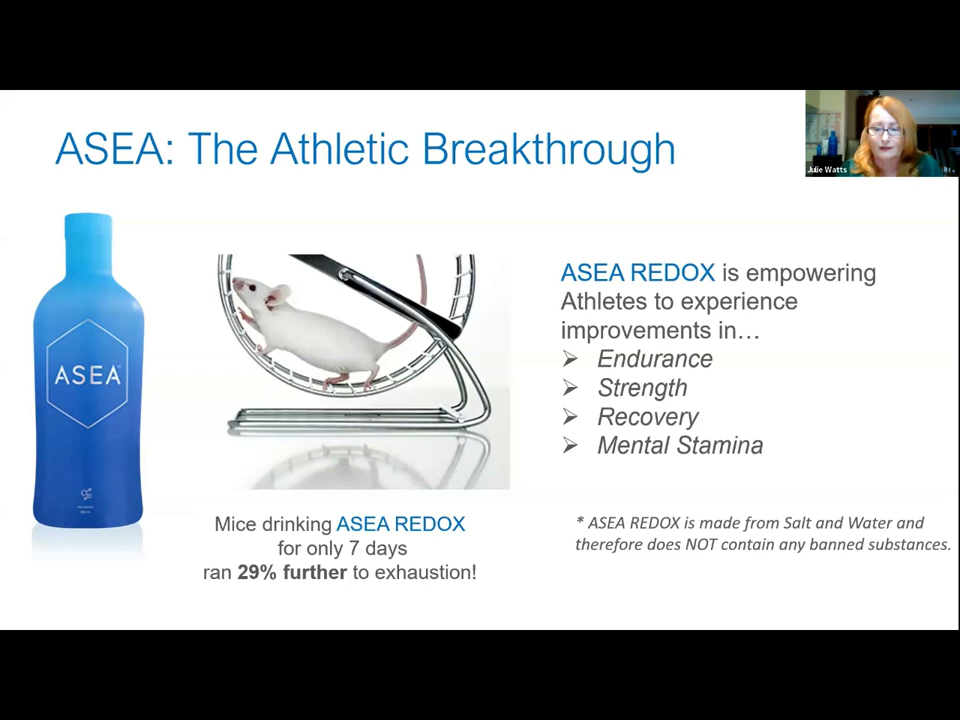 ASEA: The Athletic Breakthrough
Julie Watts
ASEA
ASEA REDOX is empowering
Athletes to experience
improvements in…
➢ Endurance
➢ Strength
➢ Recovery
➢ Mental Stamina
Mice drinking ASEA REDOX
for only 7 days
ran 29% further to exhaustion!
* ASEA REDOX is made from Salt and Water and
therefore does NOT contain any banned substances.